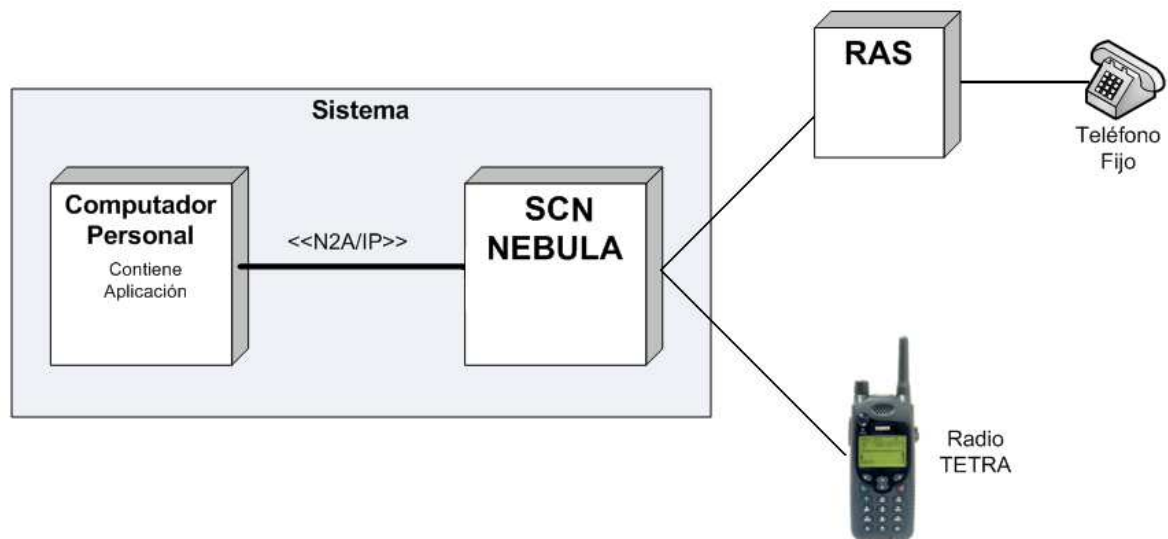 Sistema
Computador
Personal
Contiene
Aplicación
<<N2A/IP>>
SCN
NEBULA
RAS
Teléfono
Fijo
Radio
TETRA